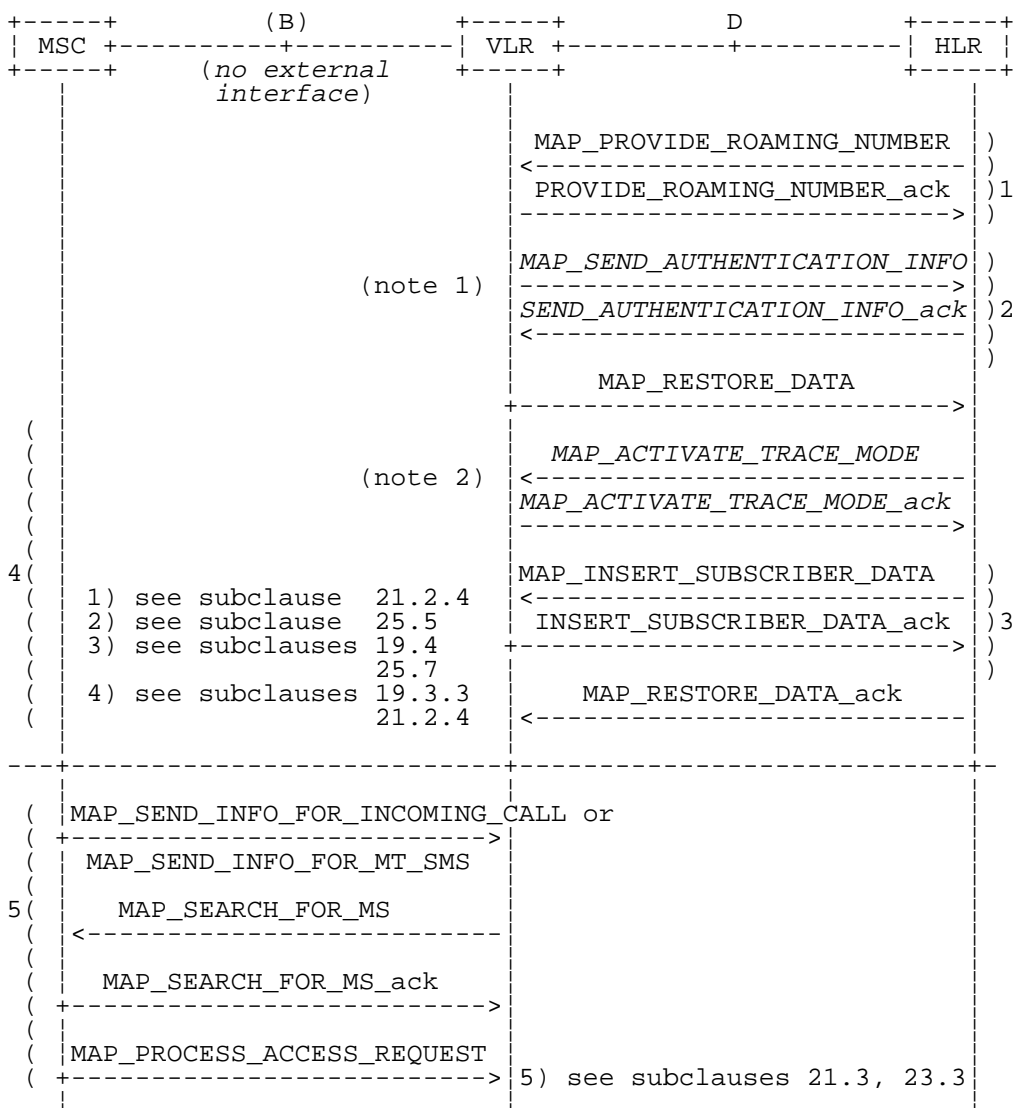 (B) D
MSC VLR HLR
(no external
interface)
MAP_PROVIDE_ROAMING_NUMBER )
)
PROVIDE_ROAMING_NUMBER_ack )1
)
MAP_SEND_AUTHENTICATION_INFO )
(note 1) )
SEND_AUTHENTICATION_INFO_ack )2
)
)
MAP_RESTORE_DATA
(
( MAP_ACTIVATE_TRACE_MODE
( (note 2)
( MAP_ACTIVATE_TRACE_MODE_ack
(
(
4( MAP_INSERT_SUBSCRIBER_DATA )
( 1) see subclause 21.2.4 )
( 2) see subclause 25.5 INSERT_SUBSCRIBER_DATA_ack )3
( 3) see subclauses 19.4 )
( 25.7 )
( 4) see subclauses 19.3.3 MAP_RESTORE_DATA_ack
( 21.2.4
( MAP_SEND_INFO_FOR_INCOMING_CALL or
(
( MAP_SEND_INFO_FOR_MT_SMS
(
5( MAP_SEARCH_FOR_MS
(
(
( MAP_SEARCH_FOR_MS_ack
(
(
( MAP_PROCESS_ACCESS_REQUEST
( 5) see subclauses 21.3, 23.3